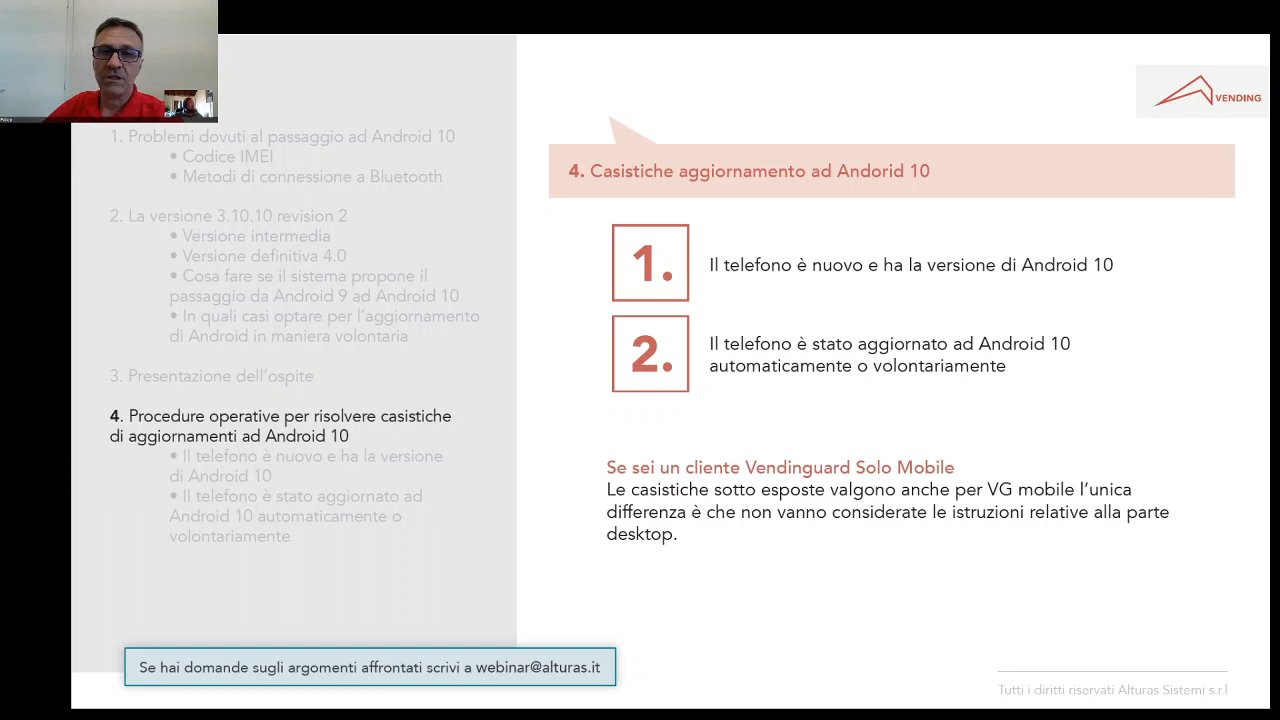 1. Problemi dovuti al passaggio ad Android 10
• Codice IMEI
• Metodi di connessione a Bluetooth
2. La versione 3.10.10 revision 2
• Versione intermedia
• Versione definitiva 4.0
• Cosa fare se il sistema propone il
passaggio da Android 9 ad Android 10
• In quali casi optare per l’aggiornamento
di Android in maniera volontaria
3. Presentazione dell’ospite
4. Procedure operative per risolvere casistiche
di aggiornamenti ad Android 10
• Il telefono è nuovo e ha la versione
di Android 10
• Il telefono è stato aggiornato ad
Android 10 automaticamente o
volontariamente
Se hai domande sugli argomenti affrontati scrivi a webinar@alturas.it
VENDING
4. Casistiche aggiornamento ad Andorid 10
1.
Il telefono è nuovo e ha la versione di Android 10
2.
Il telefono è stato aggiornato ad Android 10
automaticamente o volontariamente
Se sei un cliente Vendinguard Solo Mobile
Le casistiche sotto esposte valgono anche per VG mobile l’unica
differenza è che non vanno considerate le istruzioni relative alla parte
desktop.
Tutti i diritti riservati Alturas Sistemi s.r.l